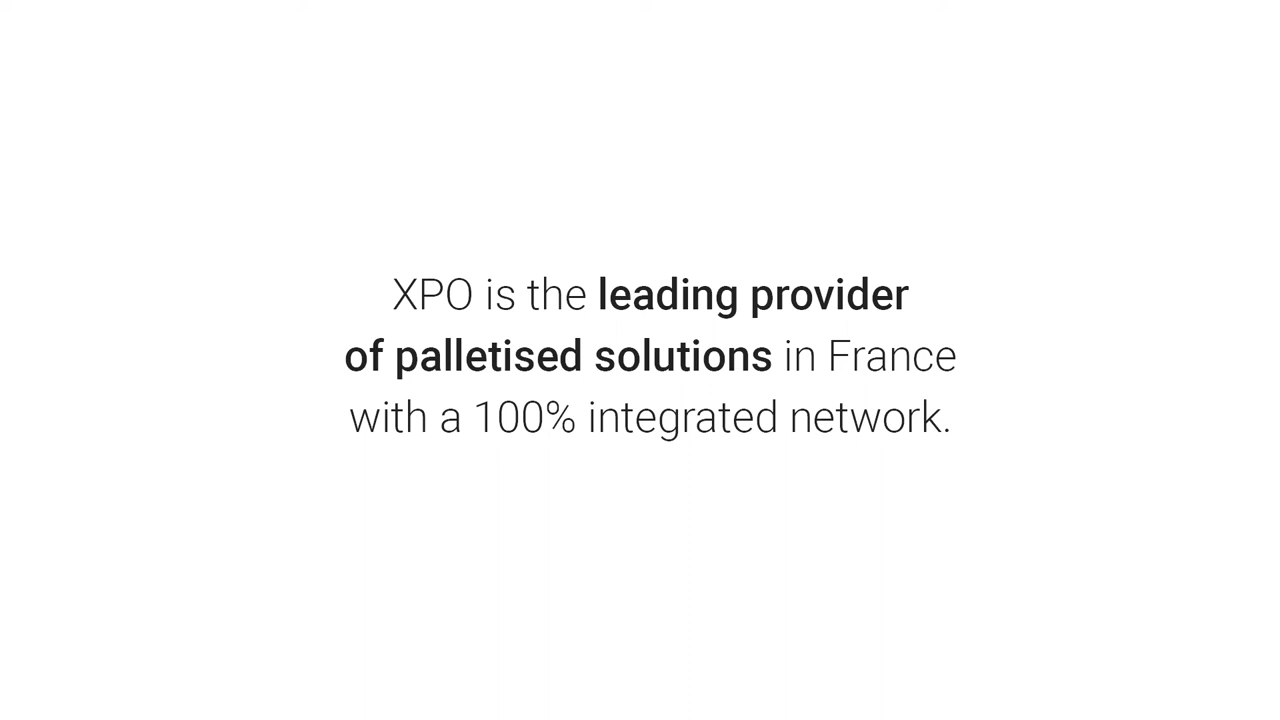 XPO is the leading provider
of palletised solutions in France
with a 100% integrated network.